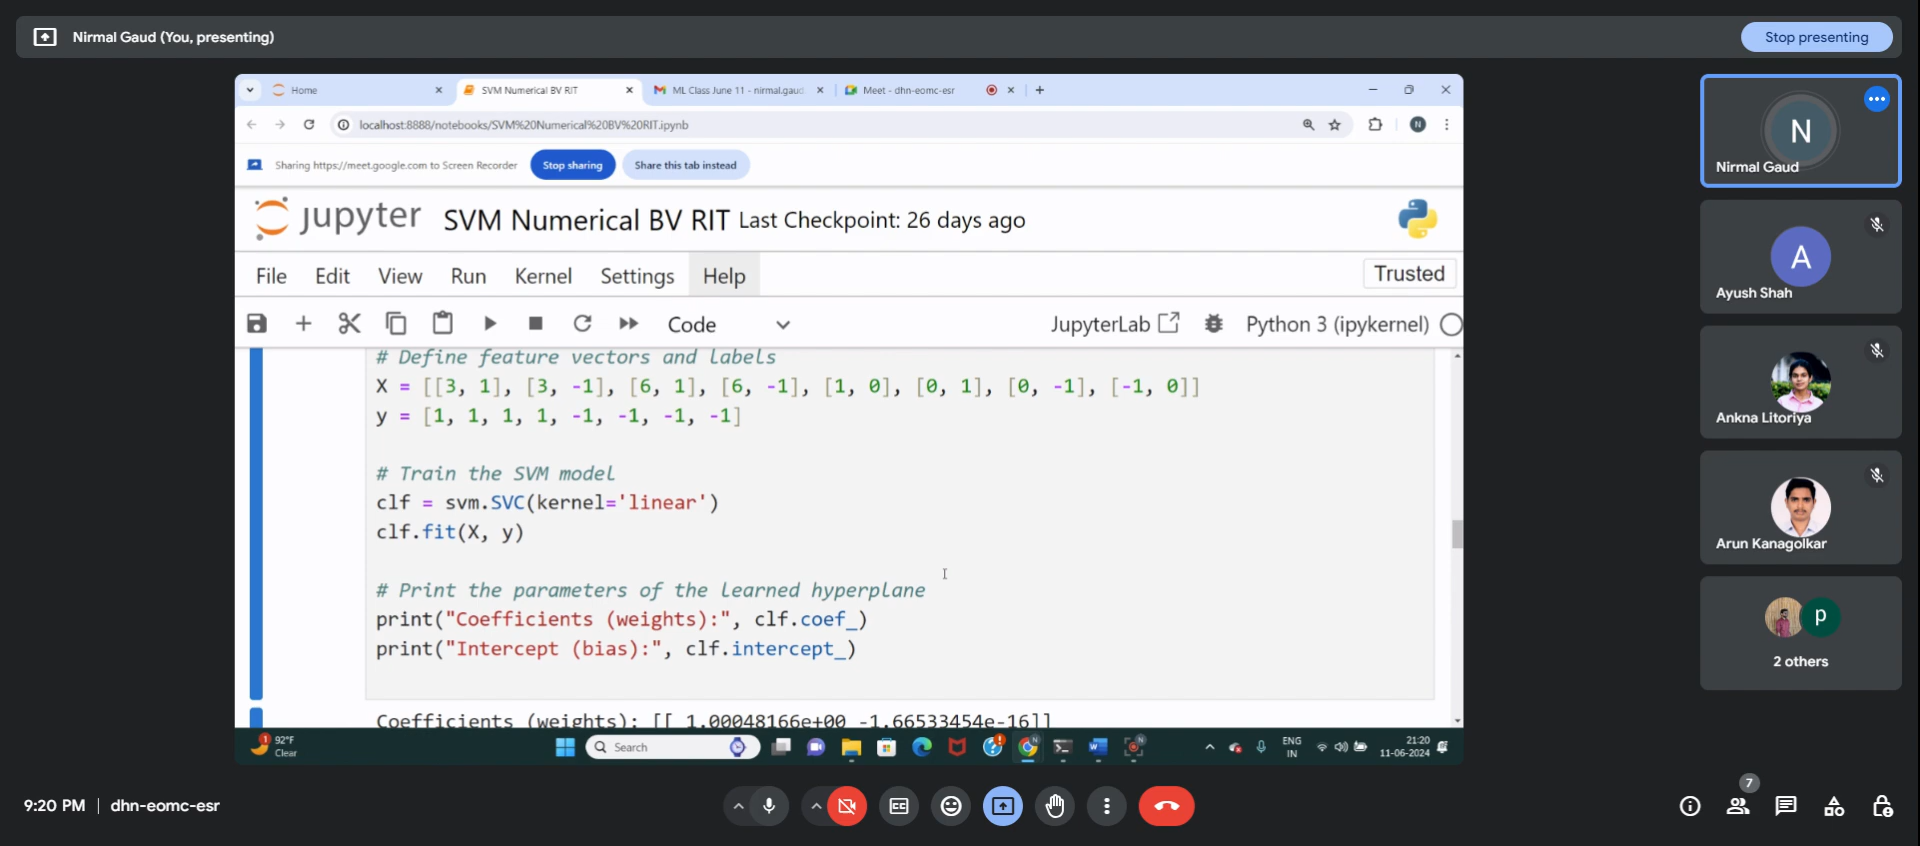 Nirmal Gaud (You, presenting)
Stop presenting
Home
SVM Numerical BV RIT
ML Class June 11 - nirmal.gaud
Meet - dhn-eomc-esr
localhost:8888/notebooks/SVM%20Numerical%20BV%20RIT.ipynb
N
Sharing https://meet.google.com to Screen Recorder
Stop sharing
Share this tab instead
jupyter
SVM Numerical BV RIT Last Checkpoint: 26 days ago
File Edit View Run Kernel Settings Help
Trusted
Code
JupyterLab
Python 3 (ipykernel)
# Define feature vectors and labels
X = [[3, 1], [3, -1], [6, 1], [6, -1], [1, 0], [0, 1], [0, -1], [-1, 0]]
y = [1, 1, 1, 1, -1, -1, -1, -1]
# Train the SVM model
clf = svm.SVC(kernel='linear')
clf.fit(X, y)
# Print the parameters of the learned hyperplane
print("Coefficients (weights):", clf.coef_)
print("Intercept (bias):", clf.intercept_)
Coefficients (weights): [[ 1.00048166e+00 -1.66533454e-16]]
1
92°F
Clear
Search
ENG
IN
21:20
11-06-2024
N
Nirmal Gaud
A
Ayush Shah
Ankna Litoriya
Arun Kanagolkar
p
2 others
9:20 PM | dhn-eomc-esr
7